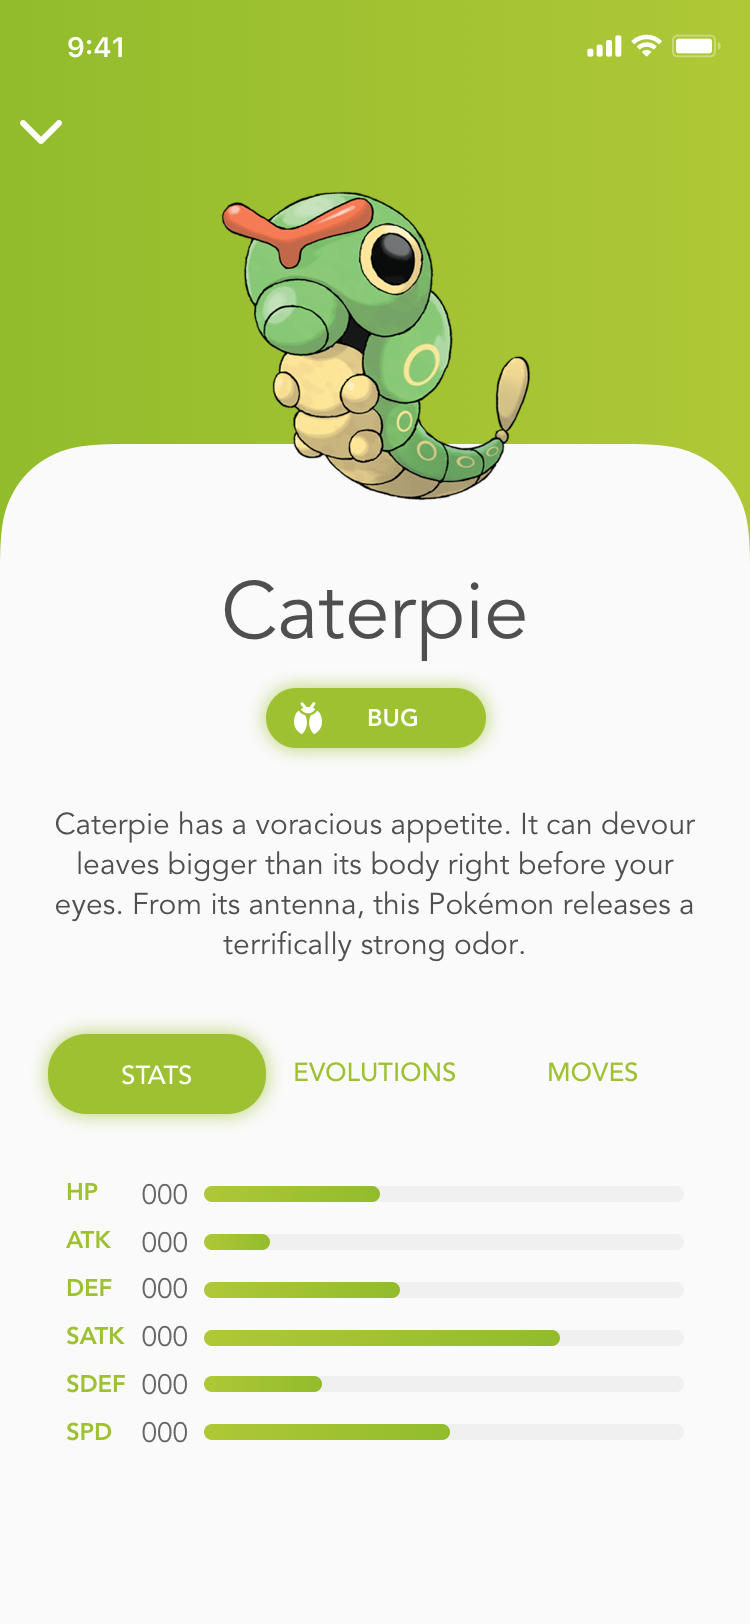 9:41
Caterpie
BUG
Caterpie has a voracious appetite. It can devour
leaves bigger than its body right before your
eyes. From its antenna, this Pokémon releases a
terrifically strong odor.
STATS EVOLUTIONS MOVES
HP 000
ATK 000
DEF 000
SATK 000
SDEF 000
SPD 000